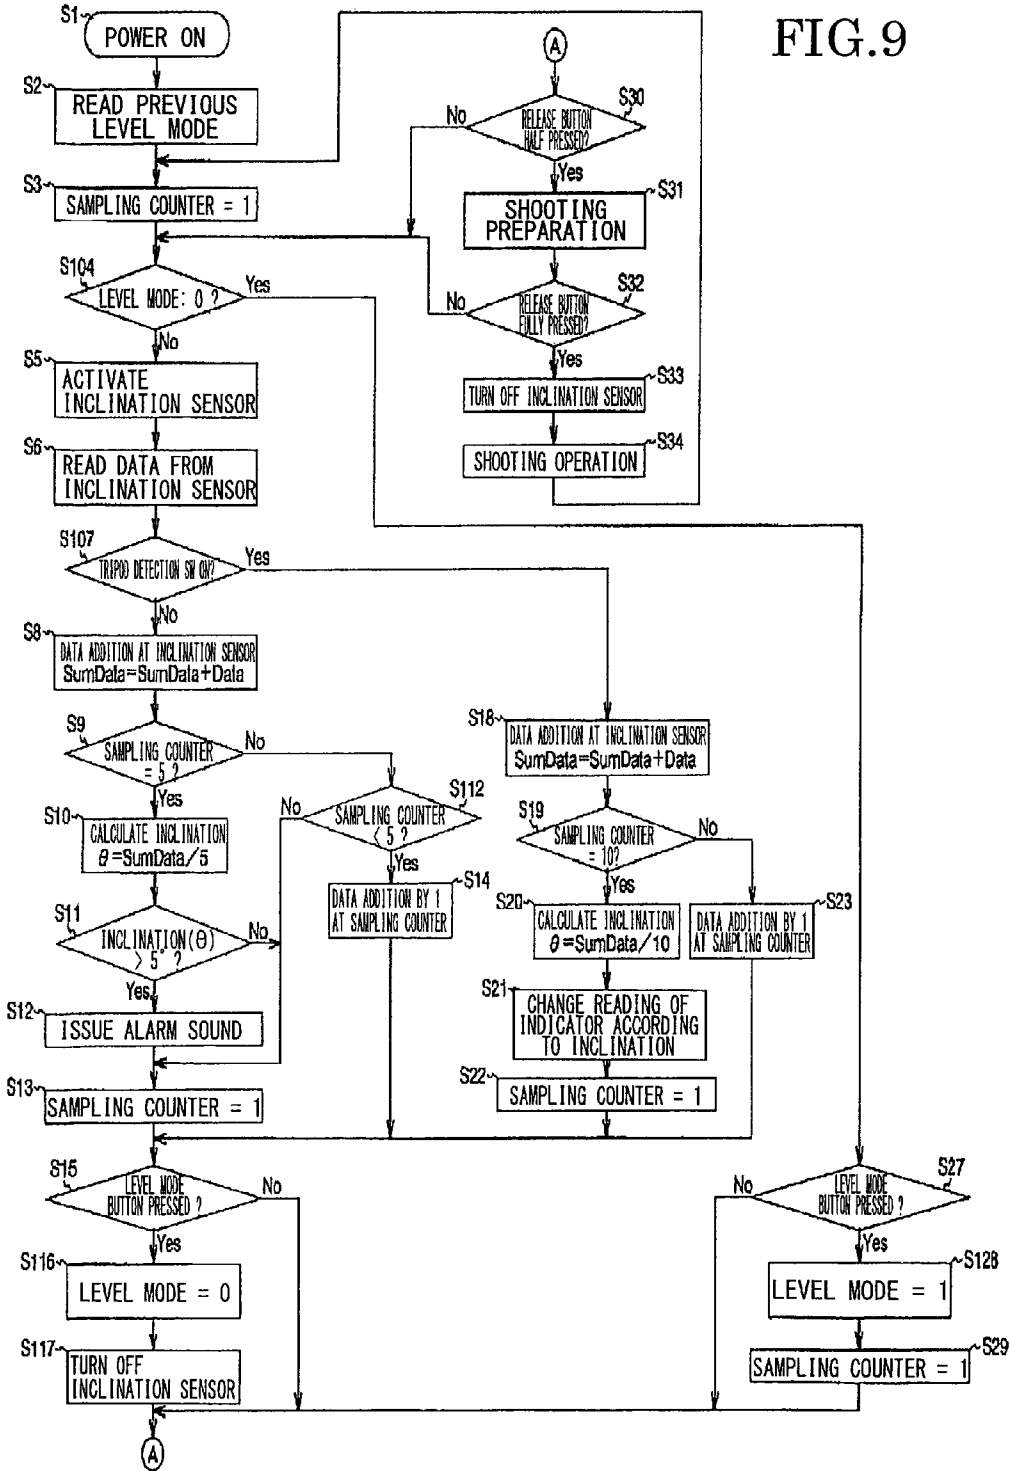 FIG.9
S1
POWER ON
S2
READ PREVIOUS
LEVEL MODE
S3
SAMPLING COUNTER = 1
S104
LEVEL MODE: 0 ?
Yes
No
S5
ACTIVATE
INCLINATION SENSOR
S6
READ DATA FROM
INCLINATION SENSOR
S107
TRIPOD DETECTION SW ON?
Yes
No
S8
DATA ADDITION AT INCLINATION SENSOR
SumData=SumData+Data
S9
SAMPLING COUNTER
= 5 ?
No
Yes
S10
CALCULATE INCLINATION
θ=SumData/5
S11
INCLINATION(θ)
> 5° ?
No
Yes
S12
ISSUE ALARM SOUND
S13
SAMPLING COUNTER = 1
S112
SAMPLING COUNTER
< 5 ?
No
Yes
S14
DATA ADDITION BY 1
AT SAMPLING COUNTER
S15
LEVEL MODE
BUTTON PRESSED ?
No
Yes
S116
LEVEL MODE = 0
S117
TURN OFF
INCLINATION SENSOR
A
A
S30
RELEASE BUTTON
HALF PRESSED?
No
Yes
S31
SHOOTING
PREPARATION
S32
RELEASE BUTTON
FULLY PRESSED?
No
Yes
S33
TURN OFF INCLINATION SENSOR
S34
SHOOTING OPERATION
S18
DATA ADDITION AT INCLINATION SENSOR
SumData=SumData+Data
S19
SAMPLING COUNTER
= 10?
No
Yes
S20
CALCULATE INCLINATION
θ=SumData/10
S23
DATA ADDITION BY 1
AT SAMPLING COUNTER
S21
CHANGE READING OF
INDICATOR ACCORDING
TO INCLINATION
S22
SAMPLING COUNTER = 1
S27
LEVEL MODE
BUTTON PRESSED ?
No
Yes
S128
LEVEL MODE = 1
S29
SAMPLING COUNTER = 1